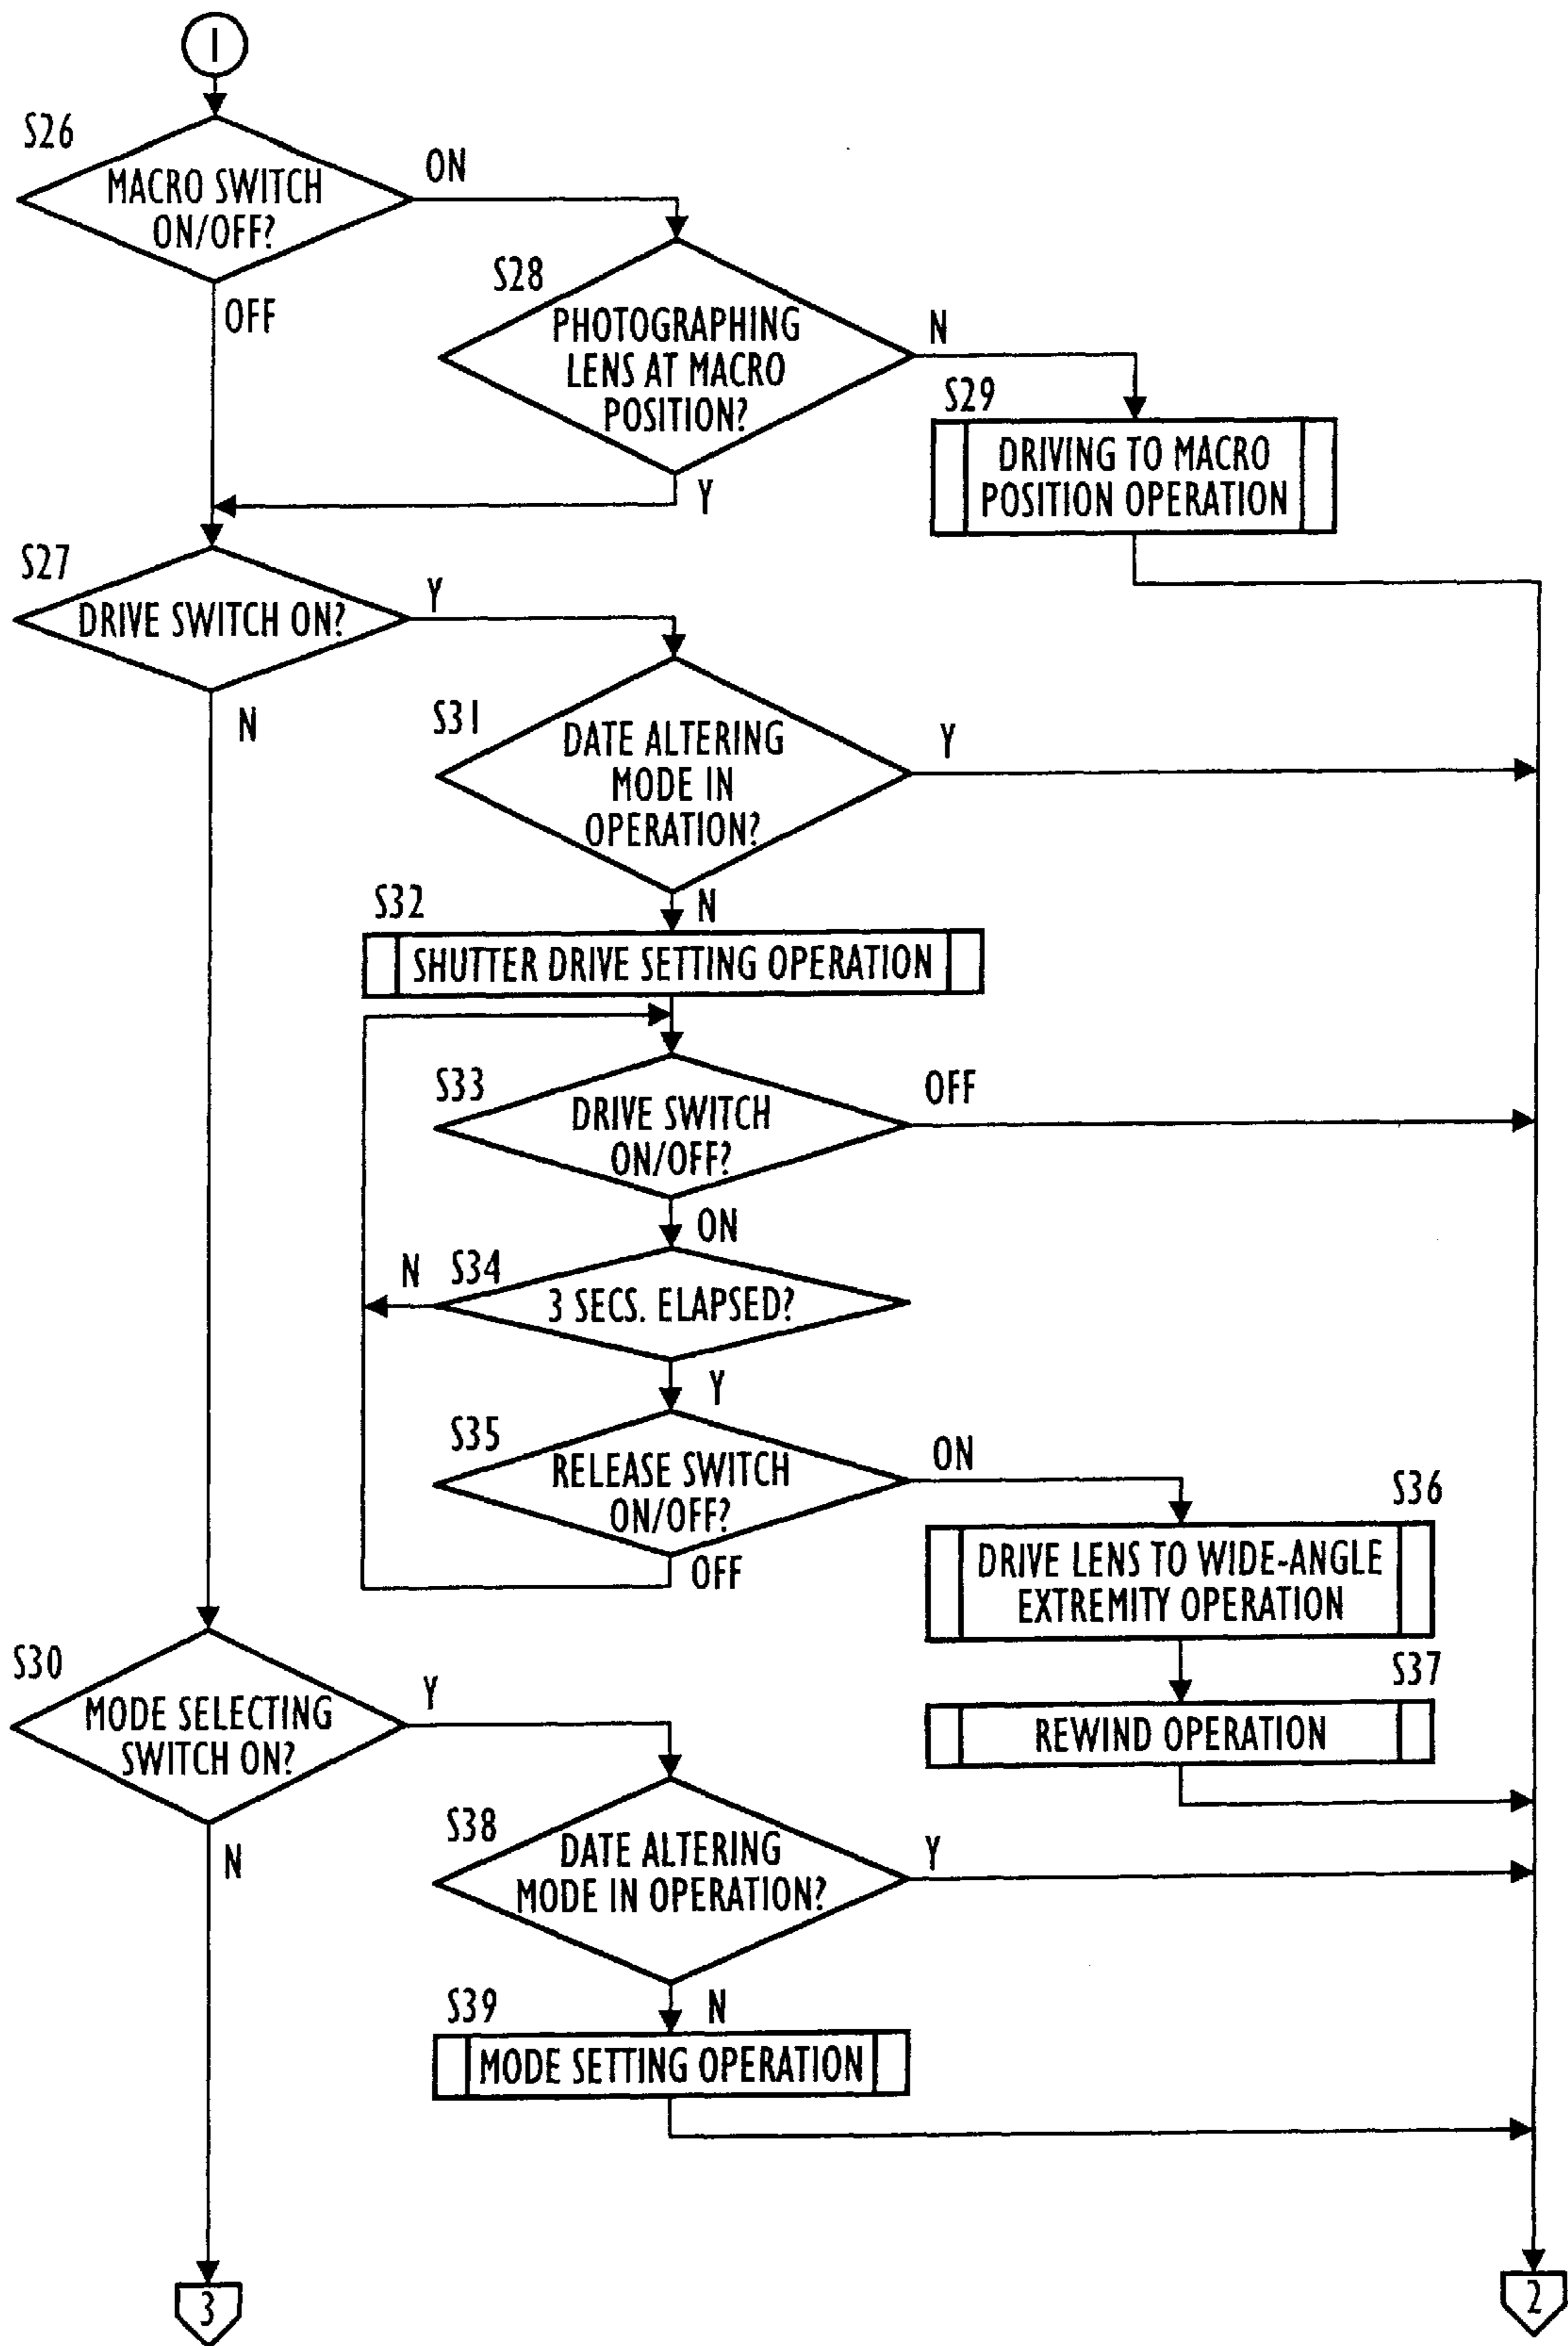 1
S26
MACRO SWITCH
ON/OFF?
ON
OFF
S28
PHOTOGRAPHING
LENS AT MACRO
POSITION?
N
Y
S29
DRIVING TO MACRO
POSITION OPERATION
S27
DRIVE SWITCH ON?
Y
N
S31
DATE ALTERING
MODE IN
OPERATION?
Y
N
S32
SHUTTER DRIVE SETTING OPERATION
S33
DRIVE SWITCH
ON/OFF?
OFF
ON
N
S34
3 SECS. ELAPSED?
Y
S35
RELEASE SWITCH
ON/OFF?
ON
OFF
S36
DRIVE LENS TO WIDE-ANGLE
EXTREMITY OPERATION
S37
REWIND OPERATION
S30
MODE SELECTING
SWITCH ON?
Y
N
S38
DATE ALTERING
MODE IN OPERATION?
Y
N
S39
MODE SETTING OPERATION
3
2